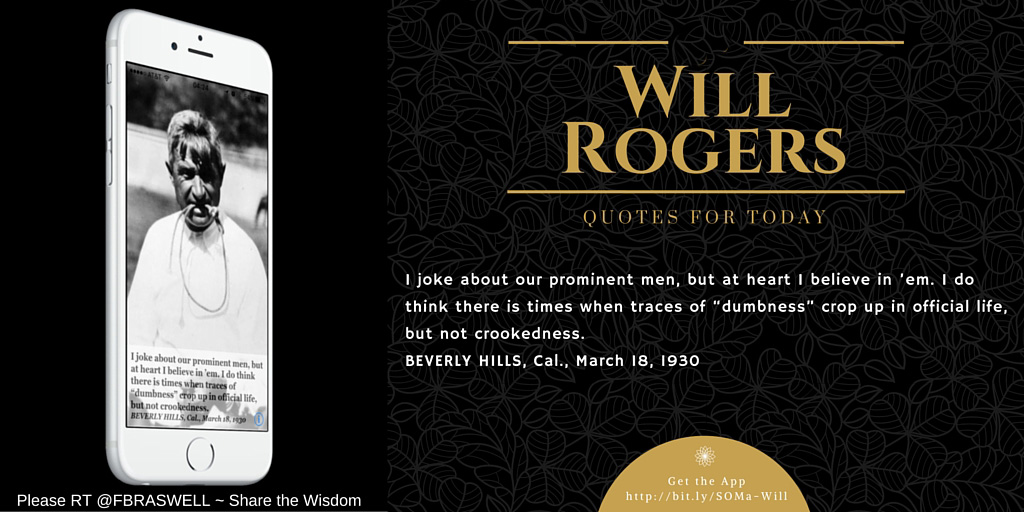 AT&T
I joke about our prominent men, but
at heart I believe in 'em. I do think
there is times when traces of
"dumbness" crop up in official life,
but not crookedness.
BEVERLY HILLS, Cal., March 18, 1930
Please RT @FBRASWELL ~ Share the Wisdom
WILL
ROGERS
QUOTES FOR TODAY
I joke about our prominent men, but at heart I believe in 'em. I do
think there is times when traces of "dumbness" crop up in official life,
but not crookedness.
BEVERLY HILLS, Cal., March 18, 1930
Get the App
http://bit.ly/SOMa-Will